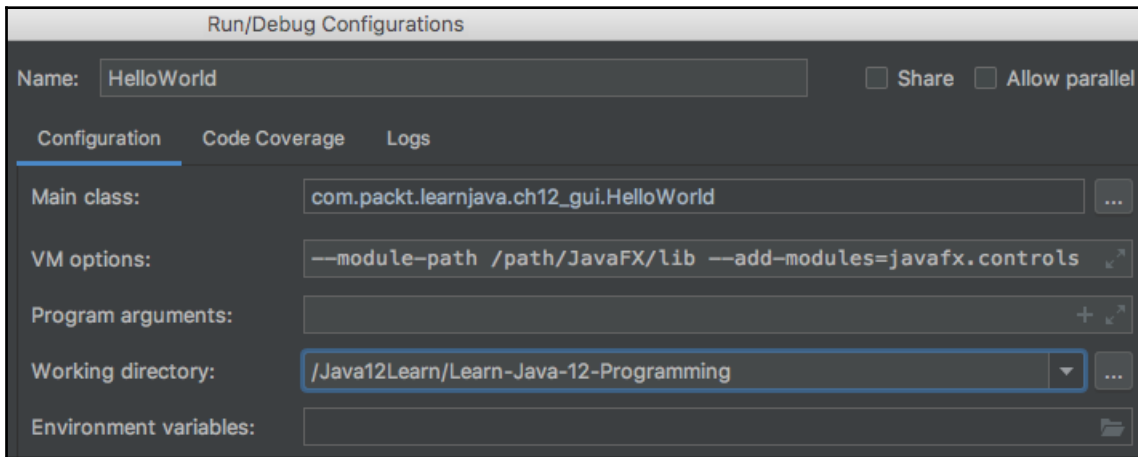 Run/Debug Configurations
Name: HelloWorld Share Allow parallel
Configuration Code Coverage Logs
Main class: com.packt.learnjava.ch12_gui.HelloWorld ...
VM options: --module-path /path/JavaFX/lib --add-modules=javafx.controls
Program arguments:
Working directory: /Java12Learn/Learn-Java-12-Programming ...
Environment variables: